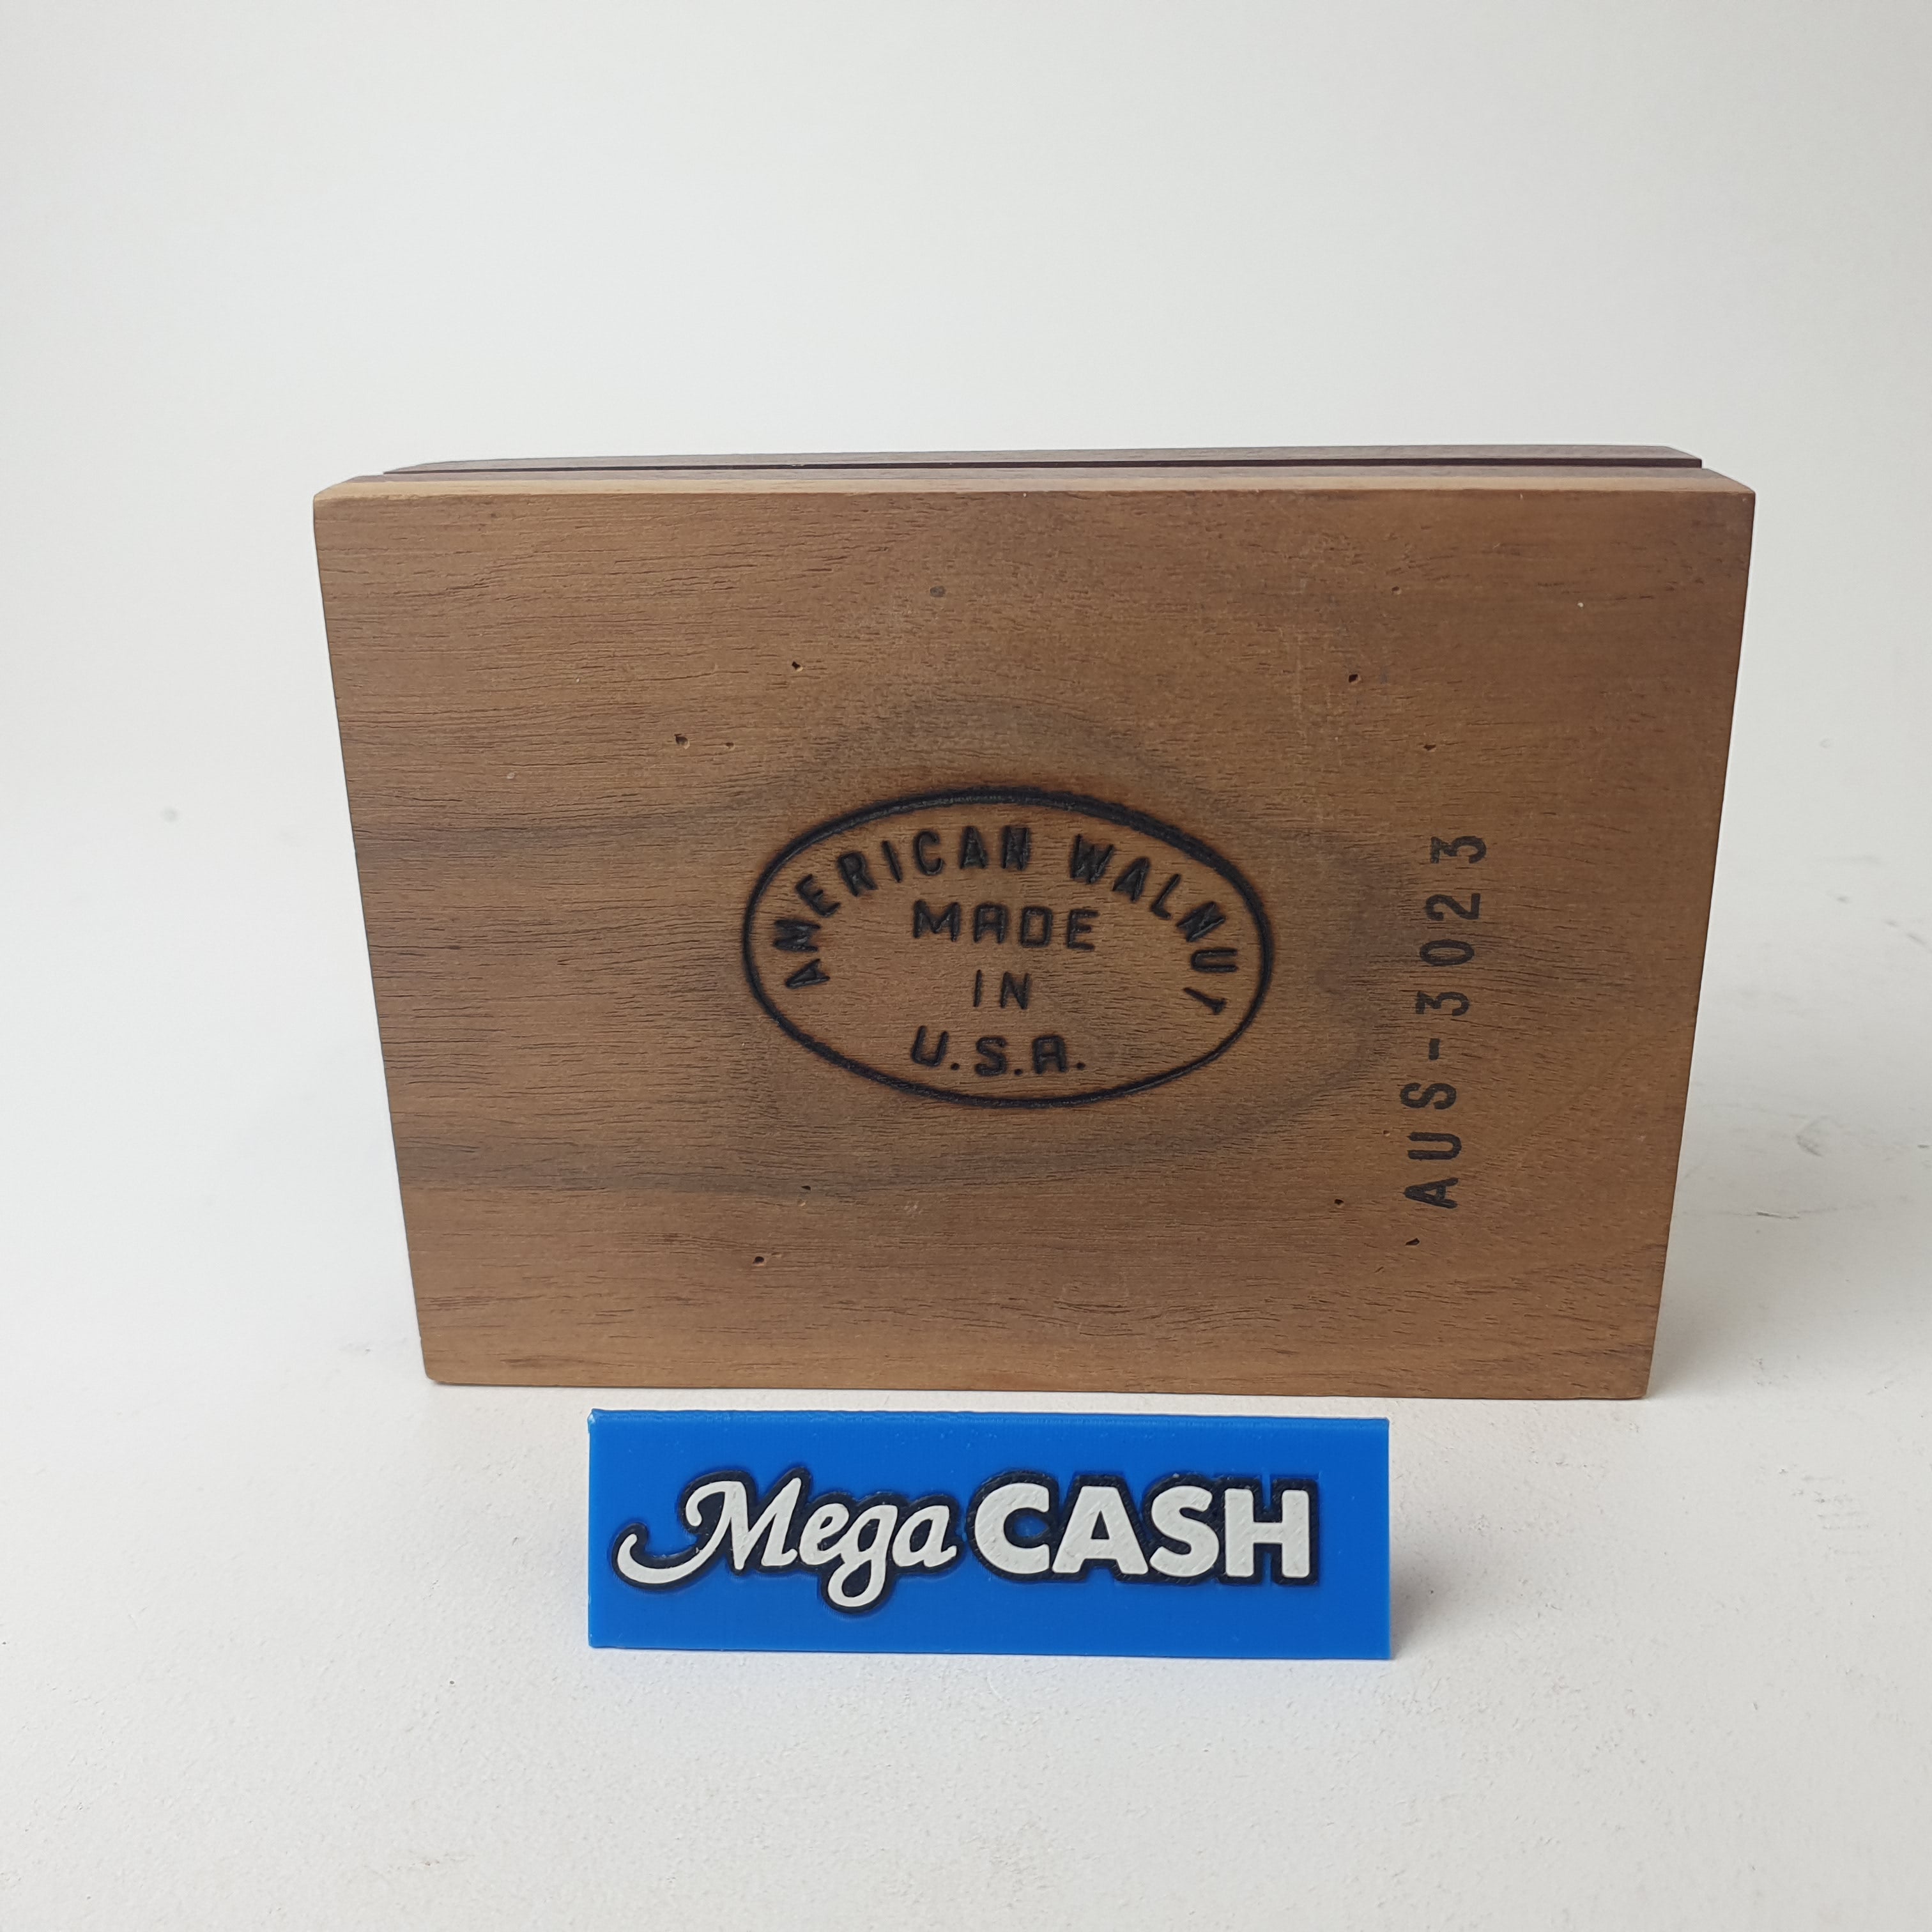 AMERICAN WALNUT
MADE
IN
U.S.A.
AUS-3023
Mega CASH